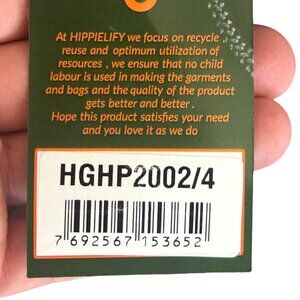 At HIPPIELIFY we focus on recycle ,
reuse and optimum utilization of
resources , we ensure that no child
labour is used in making the garments
and bags and the quality of the product
gets better and better .
Hope this product satisfies your need
and you love it as we do
HGHP2002/4
7 692567 153652